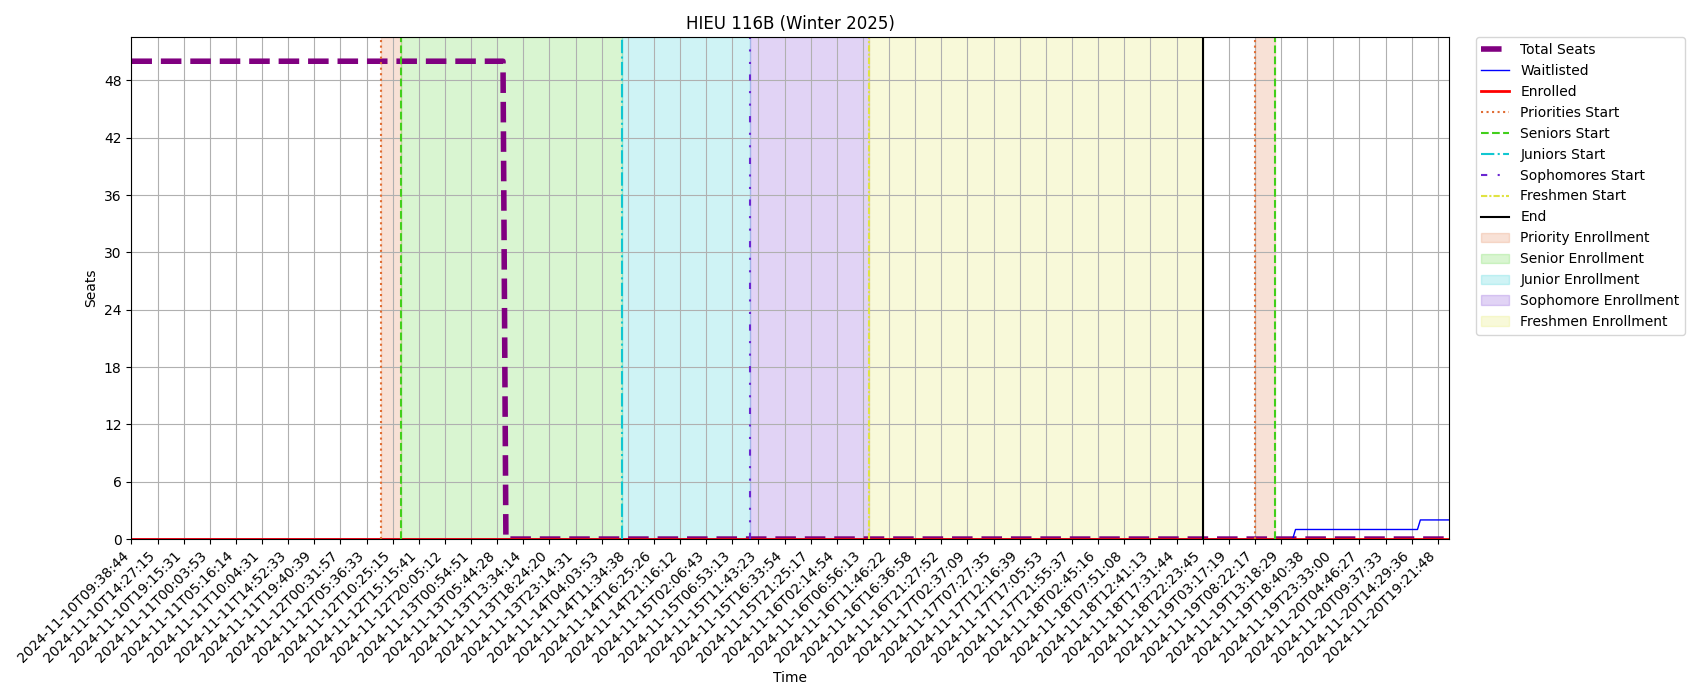 HIEU 116B (Winter 2025)
Seats
48
42
36
30
24
18
12
6
0
2024-11-10T09:38:44
2024-11-10T14:27:15
2024-11-10T19:15:31
2024-11-11T00:03:53
2024-11-11T05:16:14
2024-11-11T10:04:31
2024-11-11T14:52:33
2024-11-11T19:40:39
2024-11-12T00:31:57
2024-11-12T05:36:33
2024-11-12T10:25:15
2024-11-12T15:15:41
2024-11-12T20:05:12
2024-11-13T00:54:51
2024-11-13T05:44:28
2024-11-13T13:34:14
2024-11-13T18:24:20
2024-11-13T23:14:31
2024-11-14T04:03:53
2024-11-14T11:34:38
2024-11-14T16:25:26
2024-11-14T21:16:12
2024-11-15T02:06:43
2024-11-15T06:53:13
2024-11-15T11:43:23
2024-11-15T16:33:54
2024-11-15T21:25:17
2024-11-16T02:14:54
2024-11-16T06:56:13
2024-11-16T11:46:22
2024-11-16T16:36:58
2024-11-16T21:27:52
2024-11-17T02:37:09
2024-11-17T07:27:35
2024-11-17T12:16:39
2024-11-17T17:05:53
2024-11-17T21:55:37
2024-11-18T02:45:16
2024-11-18T07:51:08
2024-11-18T12:41:13
2024-11-18T17:31:44
2024-11-18T22:23:45
2024-11-19T03:17:19
2024-11-19T08:22:17
2024-11-19T13:18:29
2024-11-19T18:40:38
2024-11-19T23:33:00
2024-11-20T04:46:27
2024-11-20T09:37:33
2024-11-20T14:29:36
2024-11-20T19:21:48
Time
Total Seats
Waitlisted
Enrolled
Priorities Start
Seniors Start
Juniors Start
Sophomores Start
Freshmen Start
End
Priority Enrollment
Senior Enrollment
Junior Enrollment
Sophomore Enrollment
Freshmen Enrollment